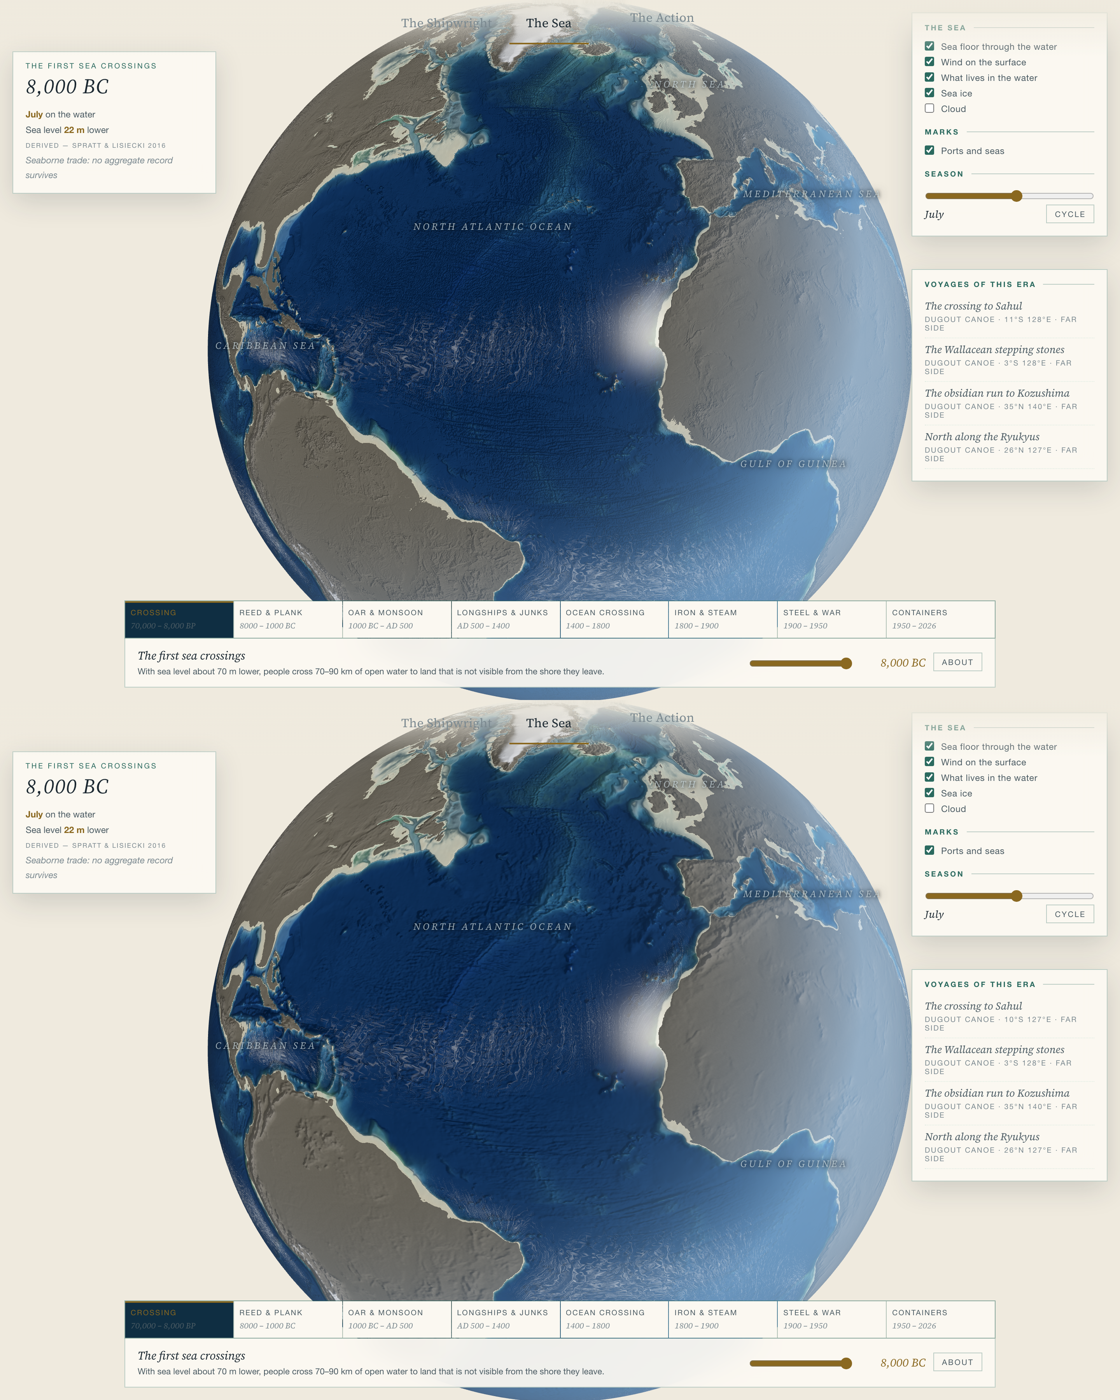 The Shipwright
The Sea
The Action
THE FIRST SEA CROSSINGS
8,000 BC
July on the water
Sea level 22 m lower
DERIVED — SPRATT & LISIECKI 2016
Seaborne trade: no aggregate record
survives
NORTH SEA
MEDITERRANEAN SEA
NORTH ATLANTIC OCEAN
CARIBBEAN SEA
GULF OF GUINEA
THE SEA
Sea floor through the water
Wind on the surface
What lives in the water
Sea ice
Cloud
MARKS
Ports and seas
SEASON
July
CYCLE
VOYAGES OF THIS ERA
The crossing to Sahul
DUGOUT CANOE · 11°S 128°E · FAR
SIDE
The Wallacean stepping stones
DUGOUT CANOE · 3°S 128°E · FAR
SIDE
The obsidian run to Kozushima
DUGOUT CANOE · 35°N 140°E · FAR
SIDE
North along the Ryukyus
DUGOUT CANOE · 26°N 127°E · FAR
SIDE
CROSSING
70,000 – 8,000 BP
REED & PLANK
8000 – 1000 BC
OAR & MONSOON
1000 BC – AD 500
LONGSHIPS & JUNKS
AD 500 – 1400
OCEAN CROSSING
1400 – 1800
IRON & STEAM
1800 – 1900
STEEL & WAR
1900 – 1950
CONTAINERS
1950 – 2026
The first sea crossings
With sea level about 70 m lower, people cross 70–90 km of open water to land that is not visible from the shore they leave.
8,000 BC
ABOUT
The Shipwright
The Sea
The Action
THE FIRST SEA CROSSINGS
8,000 BC
July on the water
Sea level 22 m lower
DERIVED — SPRATT & LISIECKI 2016
Seaborne trade: no aggregate record
survives
NORTH SEA
MEDITERRANEAN SEA
NORTH ATLANTIC OCEAN
CARIBBEAN SEA
GULF OF GUINEA
THE SEA
Sea floor through the water
Wind on the surface
What lives in the water
Sea ice
Cloud
MARKS
Ports and seas
SEASON
July
CYCLE
VOYAGES OF THIS ERA
The crossing to Sahul
DUGOUT CANOE · 10°S 127°E · FAR
SIDE
The Wallacean stepping stones
DUGOUT CANOE · 3°S 128°E · FAR
SIDE
The obsidian run to Kozushima
DUGOUT CANOE · 35°N 140°E · FAR
SIDE
North along the Ryukyus
DUGOUT CANOE · 26°N 127°E · FAR
SIDE
CROSSING
70,000 – 8,000 BP
REED & PLANK
8000 – 1000 BC
OAR & MONSOON
1000 BC – AD 500
LONGSHIPS & JUNKS
AD 500 – 1400
OCEAN CROSSING
1400 – 1800
IRON & STEAM
1800 – 1900
STEEL & WAR
1900 – 1950
CONTAINERS
1950 – 2026
The first sea crossings
With sea level about 70 m lower, people cross 70–90 km of open water to land that is not visible from the shore they leave.
8,000 BC
ABOUT